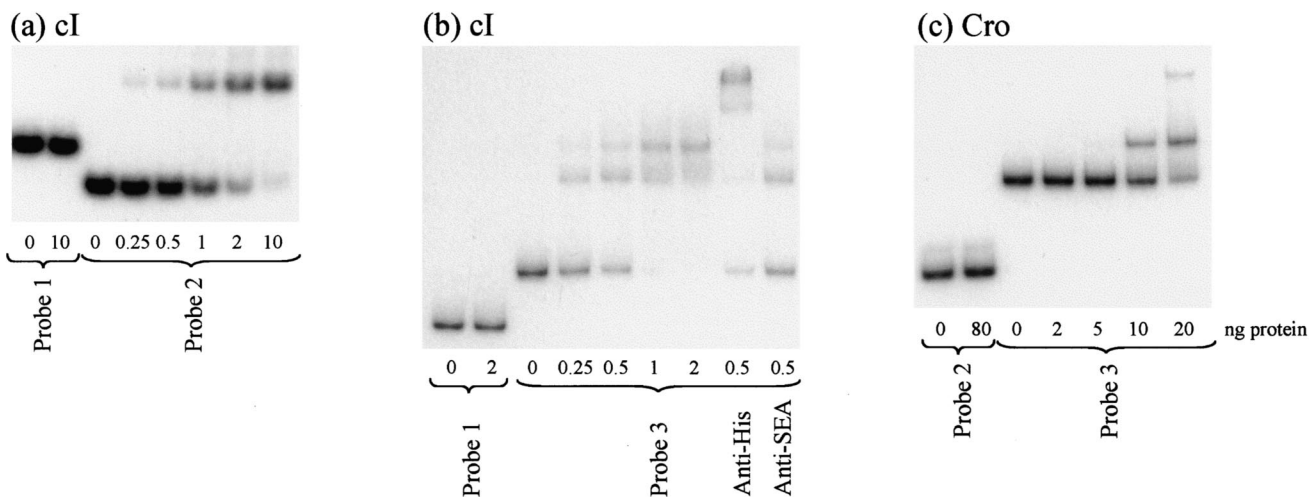 (a) cI
0 10 0 0.25 0.5 1 2 10
Probe 1
Probe 2
(b) cI
0 2 0 0.25 0.5 1 2 0.5 0.5
Probe 1
Probe 3
Anti-His
Anti-SEA
(c) Cro
0 80 0 2 5 10 20 ng protein
Probe 2
Probe 3